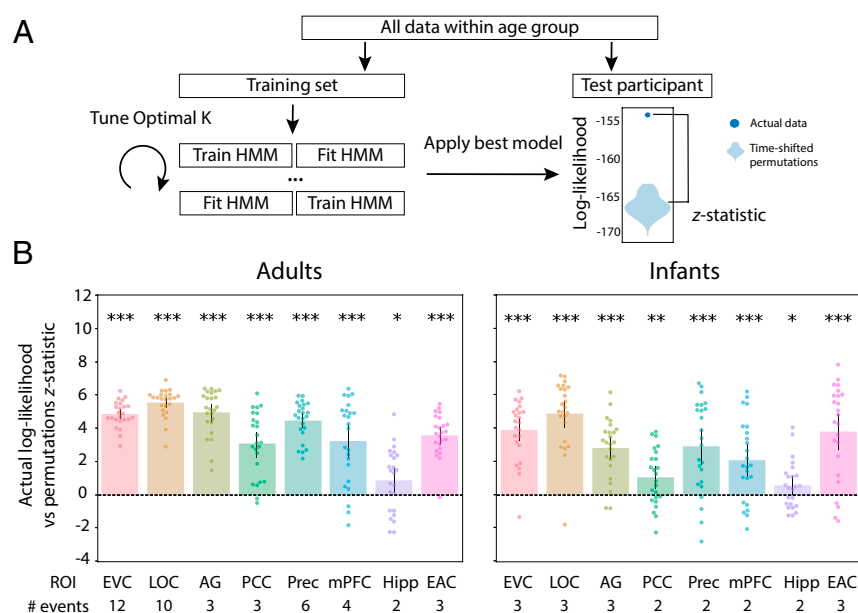 A
All data within age group
Training set
Test participant
Tune Optimal K
Train HMM Fit HMM
...
Fit HMM Train HMM
Apply best model
Log-likelihood
-155
-160
-165
-170
Actual data
Time-shifted
permutations
z-statistic
B
Adults
Infants
Actual log-likelihood
vs permutations z-statistic
12
10
8
6
4
2
0
-2
-4
*** *** *** *** *** *** * ***
*** *** *** ** *** *** * ***
ROI EVC LOC AG PCC Prec mPFC Hipp EAC
# events 12 10 3 3 6 4 2 3
EVC LOC AG PCC Prec mPFC Hipp EAC
3 3 3 2 2 2 2 3